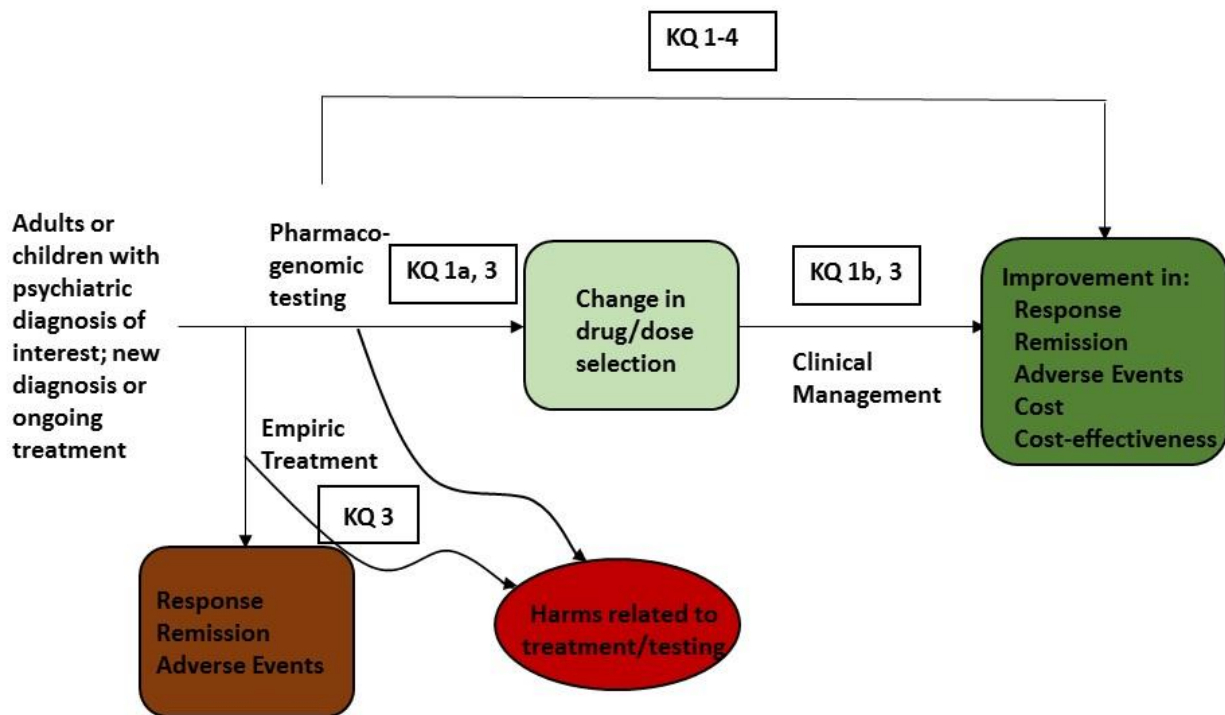 KQ 1-4
Adults or
children with
psychiatric
diagnosis of
interest; new
diagnosis or
ongoing
treatment
Pharmaco-
genomic
testing
KQ 1a, 3
Change in
drug/dose
selection
KQ 1b, 3
Clinical
Management
Improvement in:
Response
Remission
Adverse Events
Cost
Cost-effectiveness
Empiric
Treatment
KQ 3
Response
Remission
Adverse Events
Harms related to
treatment/testing